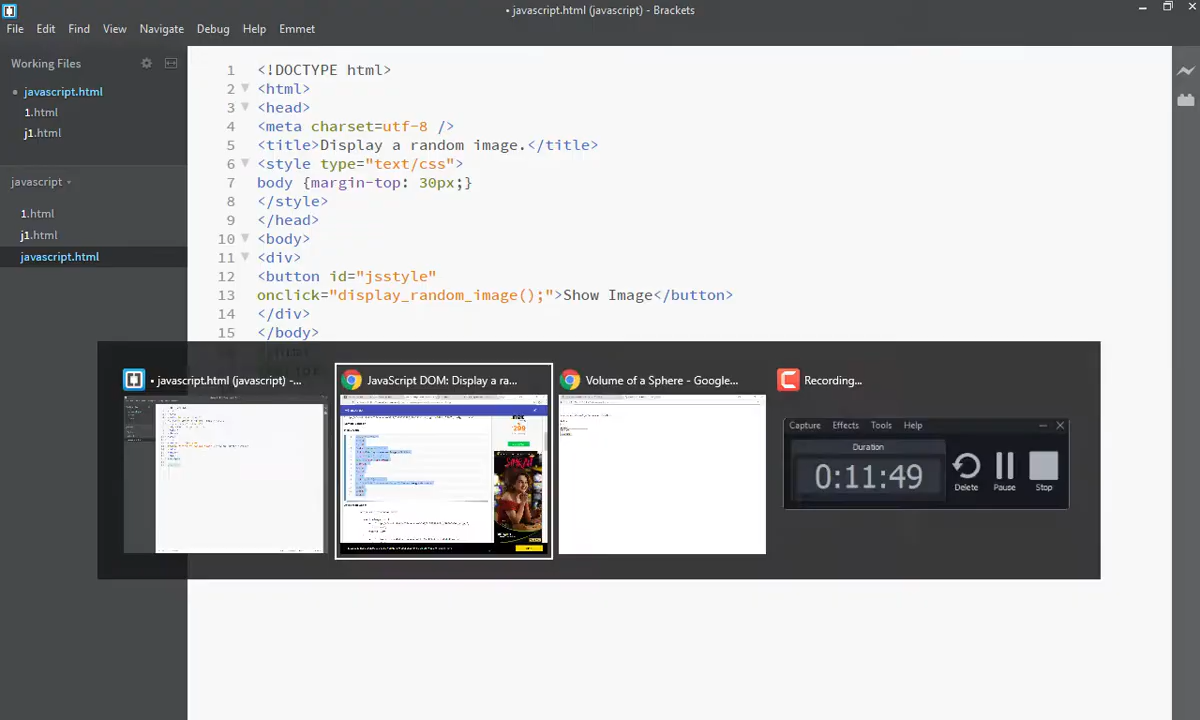 • javascript.html (javascript) - Brackets
File Edit Find View Navigate Debug Help Emmet
Working Files
• javascript.html
1.html
j1.html
javascript
1.html
j1.html
javascript.html
1 <!DOCTYPE html>
2 <html>
3 <head>
4 <meta charset=utf-8 />
5 <title>Display a random image.</title>
6 <style type="text/css">
7 body {margin-top: 30px;}
8 </style>
9 </head>
10 <body>
11 <div>
12 <button id="jsstyle"
13 onclick="display_random_image();">Show Image</button>
14 </div>
15 </body>
• javascript.html (javascript) -...
JavaScript DOM: Display a ra...
Volume of a Sphere - Google...
Recording...
Capture Effects Tools Help
Duration
0:11:49
Delete Pause Stop